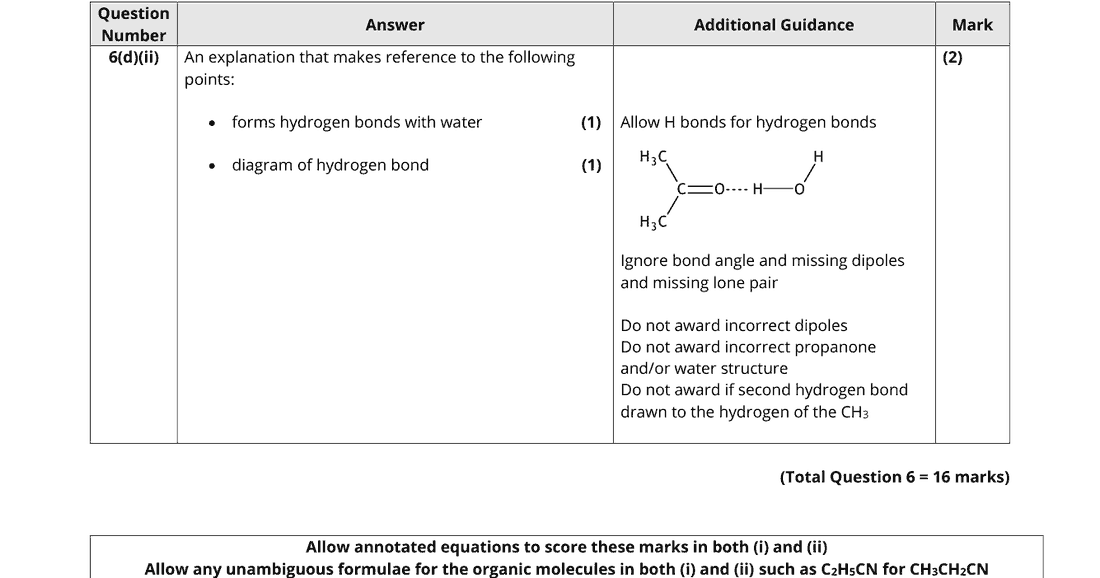 Question Number Answer Additional Guidance Mark
6(d)(ii) An explanation that makes reference to the following (2)
points:
• forms hydrogen bonds with water (1) Allow H bonds for hydrogen bonds
• diagram of hydrogen bond (1)
H₃C H
C=O---- H—O
H₃C
Ignore bond angle and missing dipoles
and missing lone pair
Do not award incorrect dipoles
Do not award incorrect propanone
and/or water structure
Do not award if second hydrogen bond
drawn to the hydrogen of the CH₃
(Total Question 6 = 16 marks)
Allow annotated equations to score these marks in both (i) and (ii)
Allow any unambiguous formulae for the organic molecules in both (i) and (ii) such as C₂H₅CN for CH₃CH₂CN